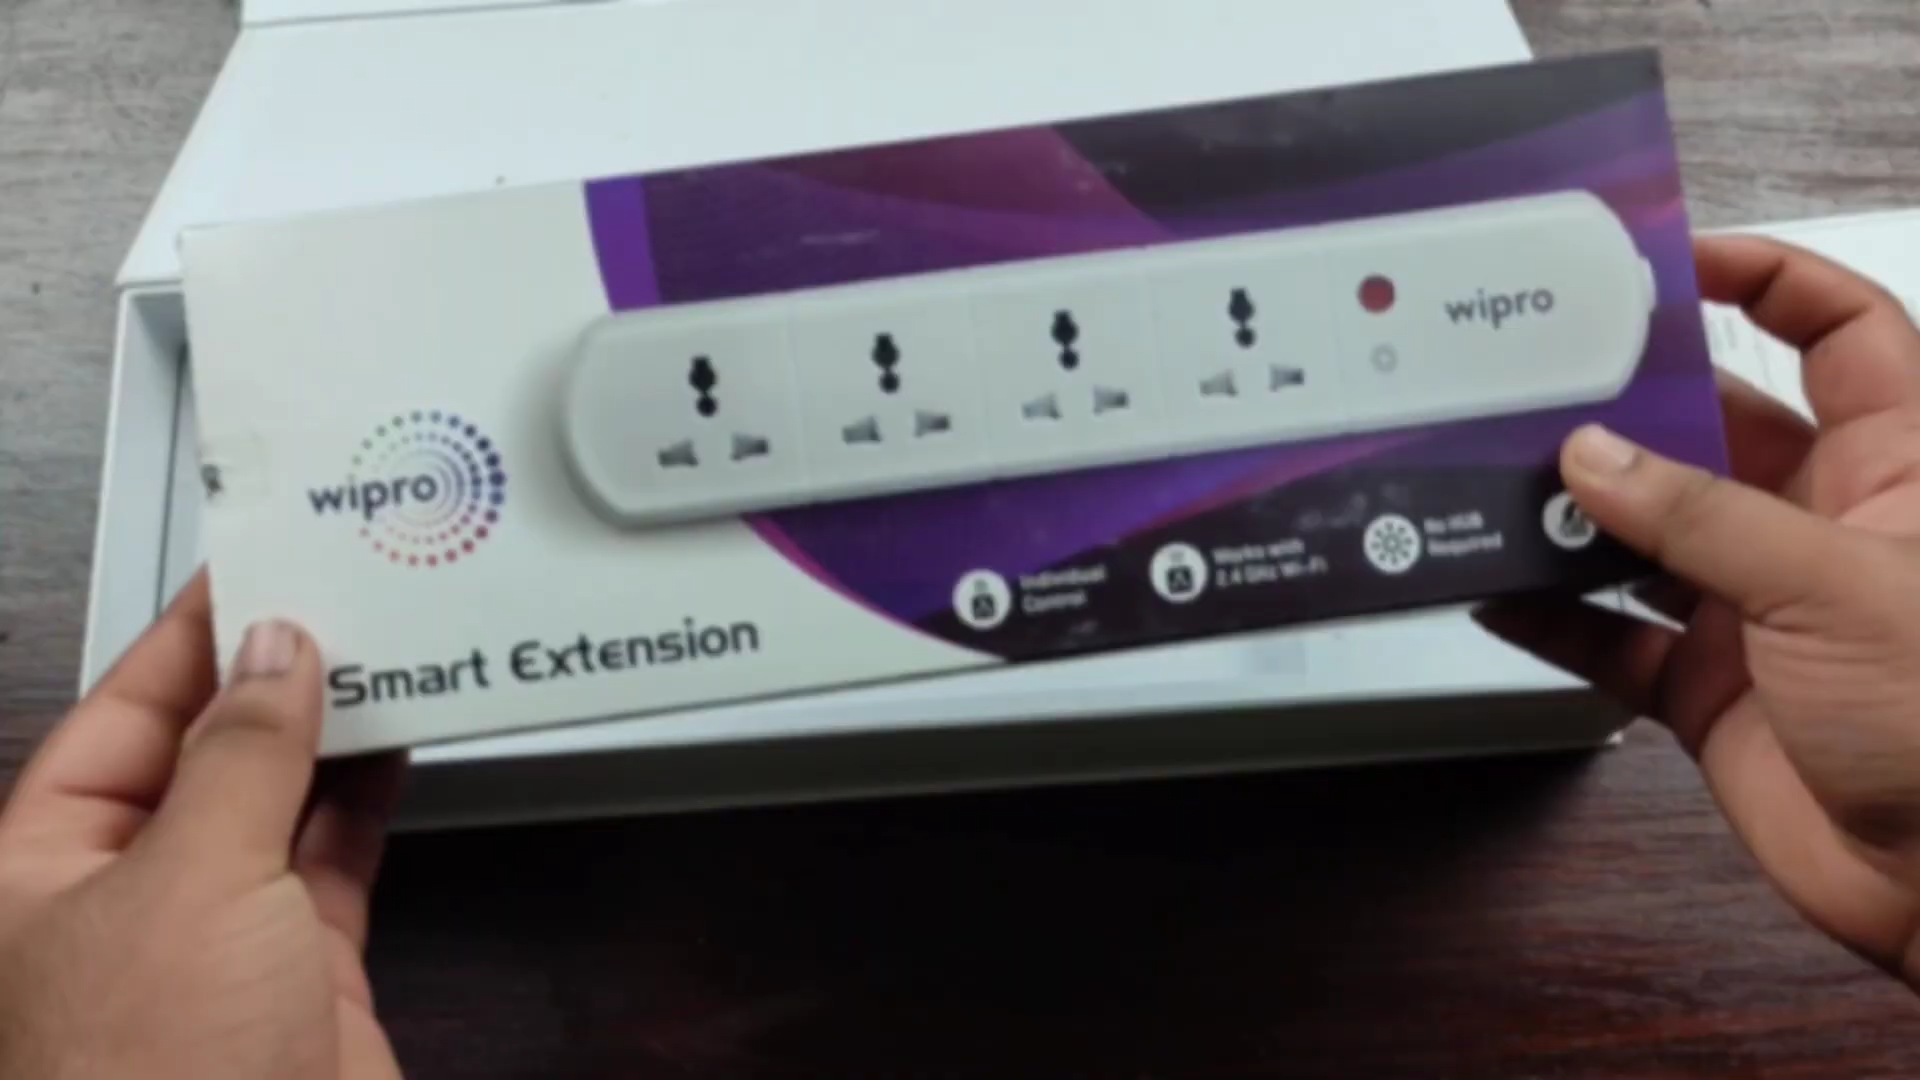 wipro
wipro
Smart Extension
Individual
Control
Works with
2.4 GHz Wi-Fi
No HUB
Required